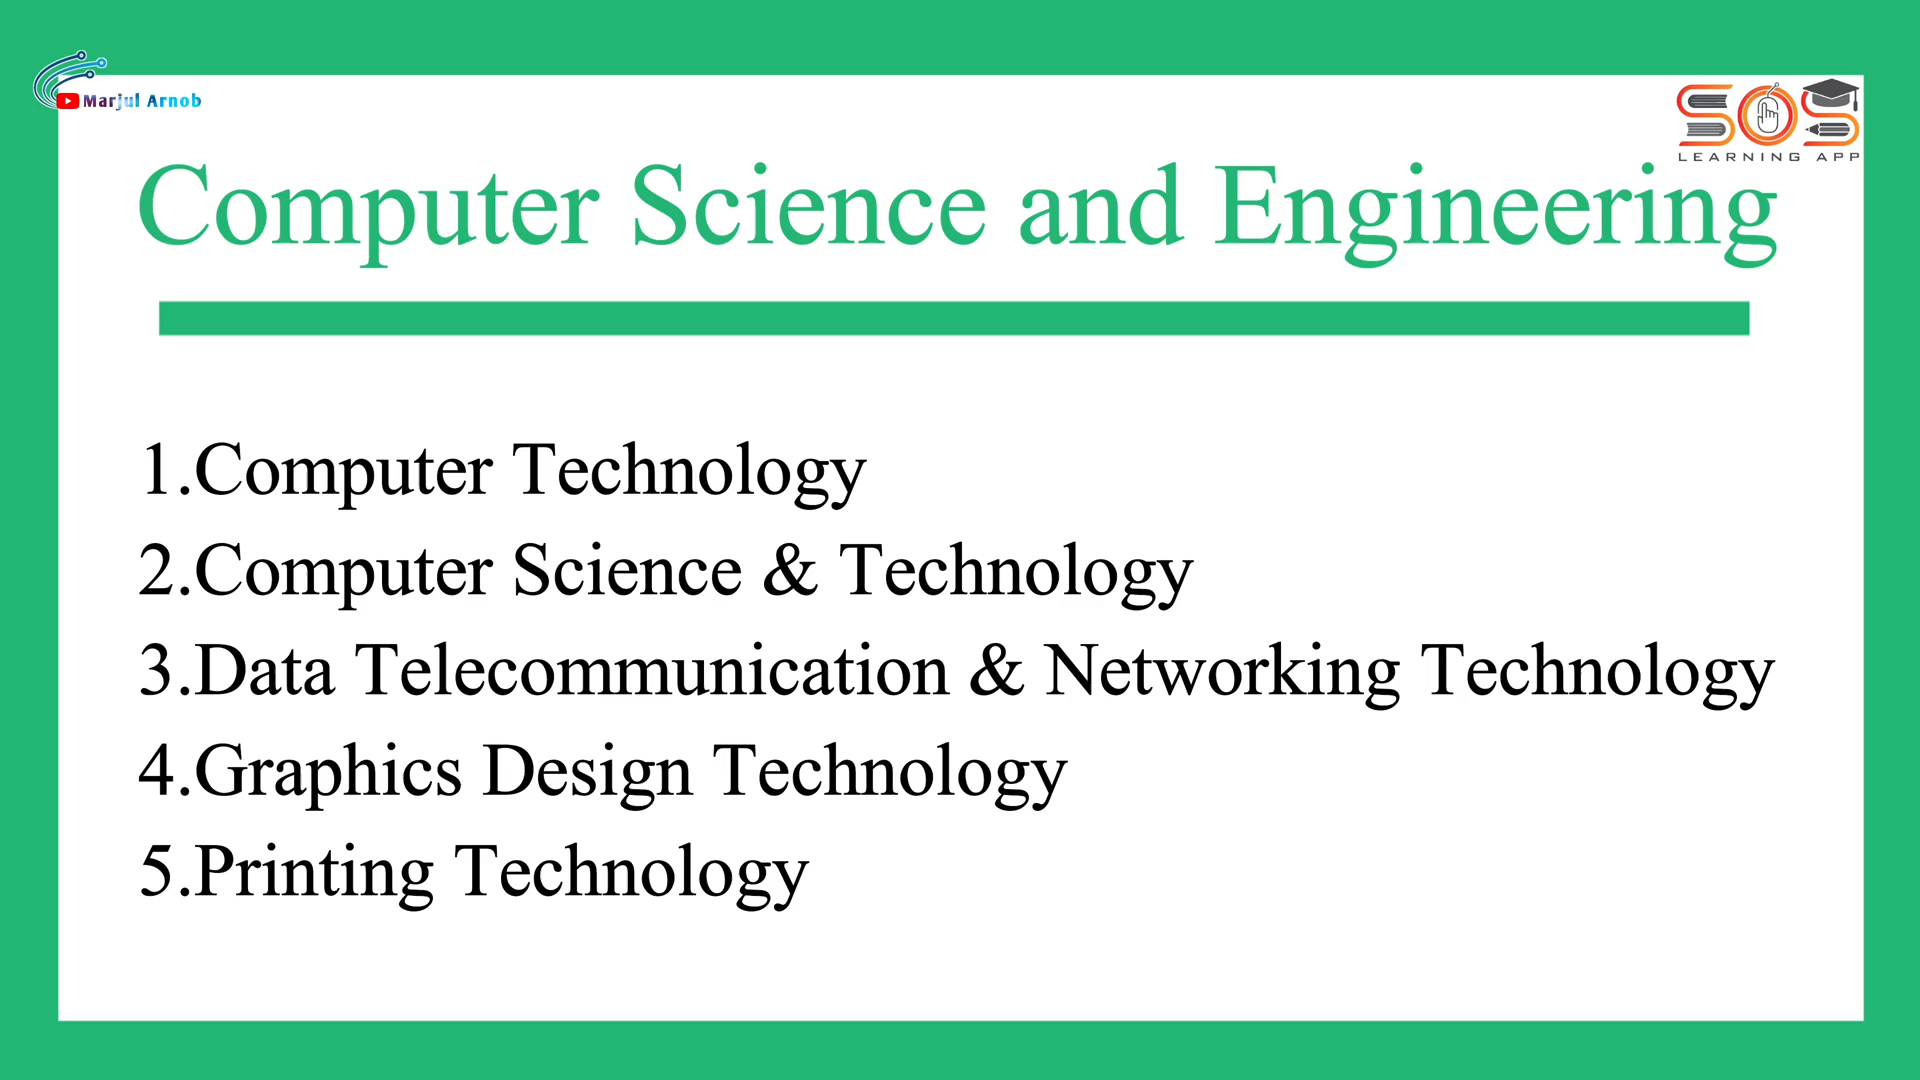 Marjul Arnob
SOS
LEARNING APP
Computer Science and Engineering
1.Computer Technology
2.Computer Science & Technology
3.Data Telecommunication & Networking Technology
4.Graphics Design Technology
5.Printing Technology